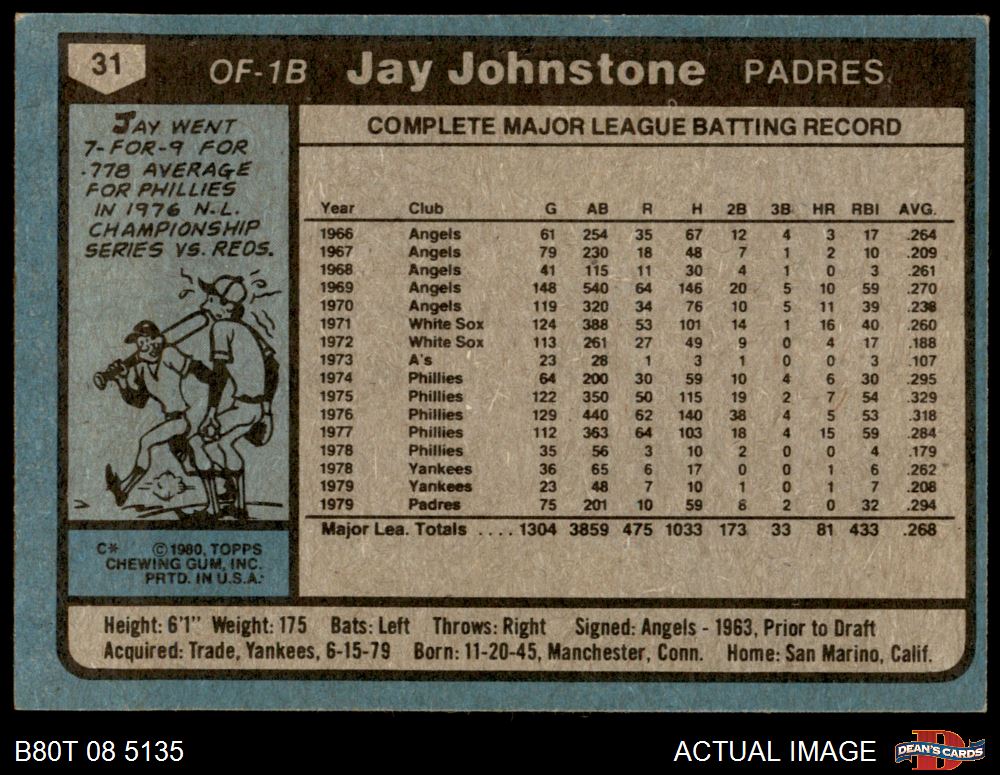 31 OF-1B Jay Johnstone PADRES
JAY WENT
7-FOR-9 FOR
.778 AVERAGE
FOR PHILLIES
IN 1976 N.L.
CHAMPIONSHIP
SERIES VS. REDS.
C* ©1980, TOPPS
CHEWING GUM, INC.
PRTD. IN U.S.A.
COMPLETE MAJOR LEAGUE BATTING RECORD
Year Club G AB R H 2B 3B HR RBI AVG.
1966 Angels 61 254 35 67 12 4 3 17 .264
1967 Angels 79 230 18 48 7 1 2 10 .209
1968 Angels 41 115 11 30 4 1 0 3 .261
1969 Angels 148 540 64 146 20 5 10 59 .270
1970 Angels 119 320 34 76 10 5 11 39 .238
1971 White Sox 124 388 53 101 14 1 16 40 .260
1972 White Sox 113 261 27 49 9 0 4 17 .188
1973 A's 23 28 1 3 1 0 0 3 .107
1974 Phillies 64 200 30 59 10 4 6 30 .295
1975 Phillies 122 350 50 115 19 2 7 54 .329
1976 Phillies 129 440 62 140 38 4 5 53 .318
1977 Phillies 112 363 64 103 18 4 15 59 .284
1978 Phillies 35 56 3 10 2 0 0 4 .179
1978 Yankees 36 65 6 17 0 0 1 6 .262
1979 Yankees 23 48 7 10 1 0 1 7 .208
1979 Padres 75 201 10 59 8 2 0 32 .294
Major Lea. Totals .... 1304 3859 475 1033 173 33 81 433 .268
Height: 6'1" Weight: 175 Bats: Left Throws: Right Signed: Angels - 1963, Prior to Draft
Acquired: Trade, Yankees, 6-15-79 Born: 11-20-45, Manchester, Conn. Home: San Marino, Calif.
B80T 08 5135 ACTUAL IMAGE DEAN'S CARDS